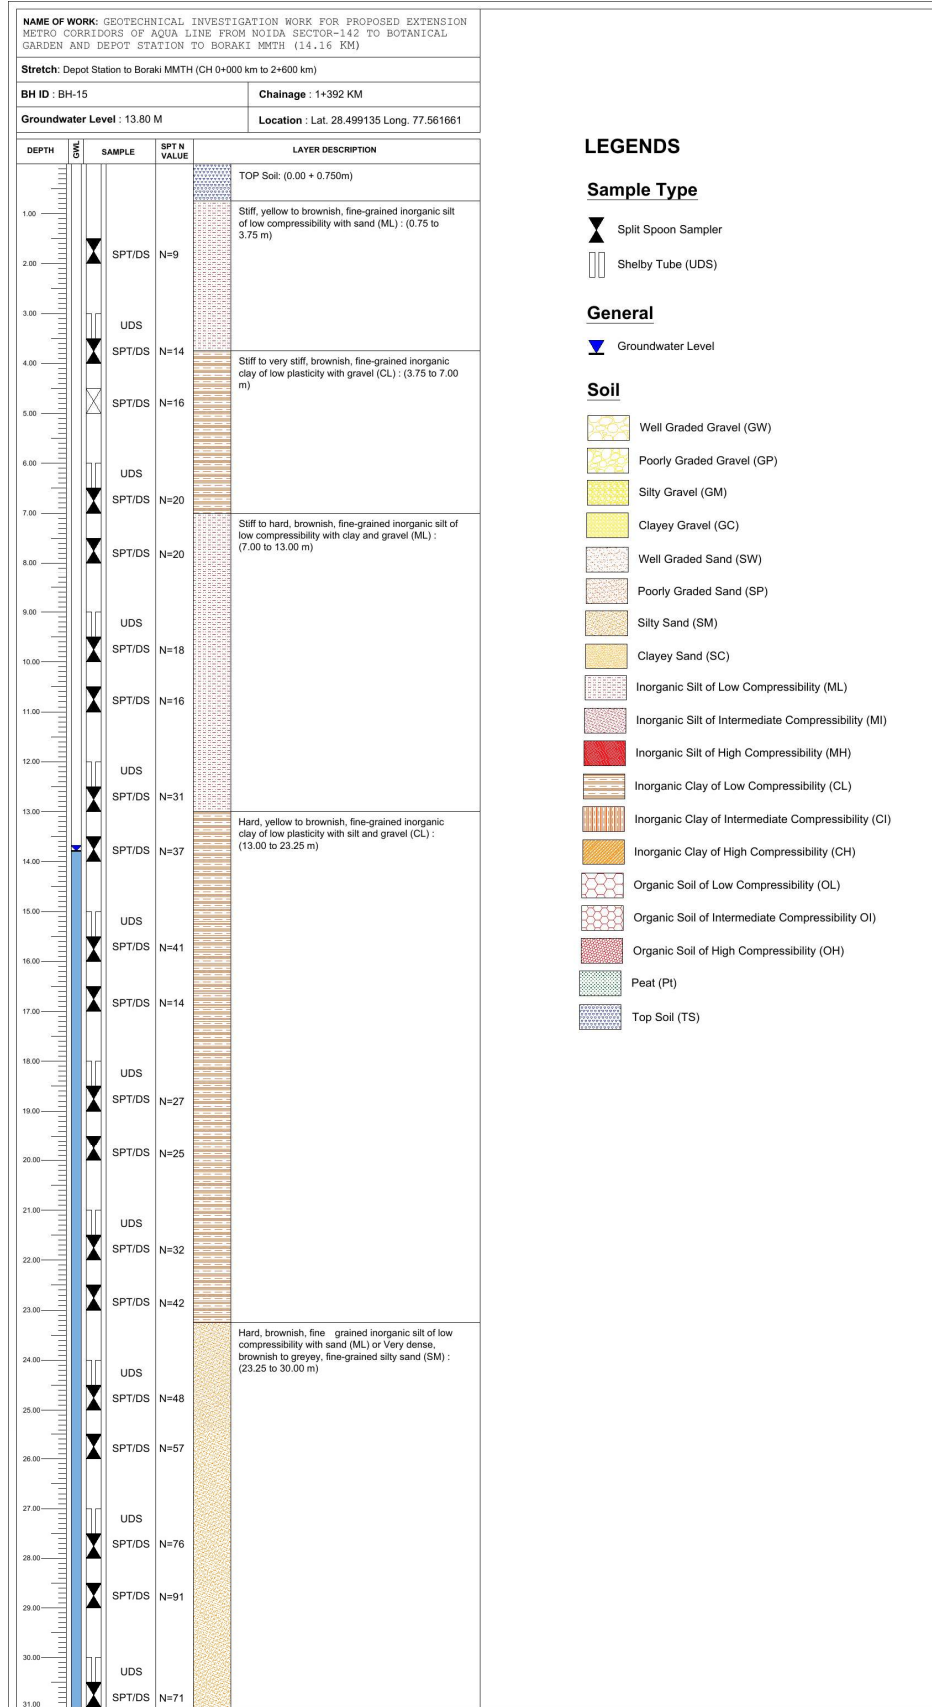 NAME OF WORK: GEOTECHNICAL INVESTIGATION WORK FOR PROPOSED EXTENSION
METRO CORRIDORS OF AQUA LINE FROM NOIDA SECTOR-142 TO BOTANICAL
GARDEN AND DEPOT STATION TO BORAKI MMTH (14.16 KM)
Stretch: Depot Station to Boraki MMTH (CH 0+000 km to 2+600 km)
BH ID : BH-15
Chainage : 1+392 KM
Groundwater Level : 13.80 M
Location : Lat. 28.499135 Long. 77.561661
DEPTH
GWL
SAMPLE
SPT N
VALUE
LAYER DESCRIPTION
TOP Soil: (0.00 + 0.750m)
Stiff, yellow to brownish, fine-grained inorganic silt
of low compressibility with sand (ML) : (0.75 to
3.75 m)
1.00
SPT/DS N=9
2.00
3.00
UDS
SPT/DS N=14
Stiff to very stiff, brownish, fine-grained inorganic
clay of low plasticity with gravel (CL) : (3.75 to 7.00
m)
4.00
SPT/DS N=16
5.00
6.00
UDS
SPT/DS N=20
7.00
Stiff to hard, brownish, fine-grained inorganic silt of
low compressibility with clay and gravel (ML) :
(7.00 to 13.00 m)
SPT/DS N=20
8.00
9.00
UDS
SPT/DS N=18
10.00
SPT/DS N=16
11.00
12.00
UDS
SPT/DS N=31
13.00
Hard, yellow to brownish, fine-grained inorganic
clay of low plasticity with silt and gravel (CL) :
(13.00 to 23.25 m)
SPT/DS N=37
14.00
15.00
UDS
SPT/DS N=41
16.00
SPT/DS N=14
17.00
18.00
UDS
SPT/DS N=27
19.00
SPT/DS N=25
20.00
21.00
UDS
SPT/DS N=32
22.00
SPT/DS N=42
23.00
Hard, brownish, fine grained inorganic silt of low
compressibility with sand (ML) or Very dense,
brownish to greyey, fine-grained silty sand (SM) :
(23.25 to 30.00 m)
24.00
UDS
SPT/DS N=48
25.00
SPT/DS N=57
26.00
27.00
UDS
SPT/DS N=76
28.00
SPT/DS N=91
29.00
30.00
UDS
SPT/DS N=71
31.00
LEGENDS
Sample Type
Split Spoon Sampler
Shelby Tube (UDS)
General
Groundwater Level
Soil
Well Graded Gravel (GW)
Poorly Graded Gravel (GP)
Silty Gravel (GM)
Clayey Gravel (GC)
Well Graded Sand (SW)
Poorly Graded Sand (SP)
Silty Sand (SM)
Clayey Sand (SC)
Inorganic Silt of Low Compressibility (ML)
Inorganic Silt of Intermediate Compressibility (MI)
Inorganic Silt of High Compressibility (MH)
Inorganic Clay of Low Compressibility (CL)
Inorganic Clay of Intermediate Compressibility (CI)
Inorganic Clay of High Compressibility (CH)
Organic Soil of Low Compressibility (OL)
Organic Soil of Intermediate Compressibility OI)
Organic Soil of High Compressibility (OH)
Peat (Pt)
Top Soil (TS)